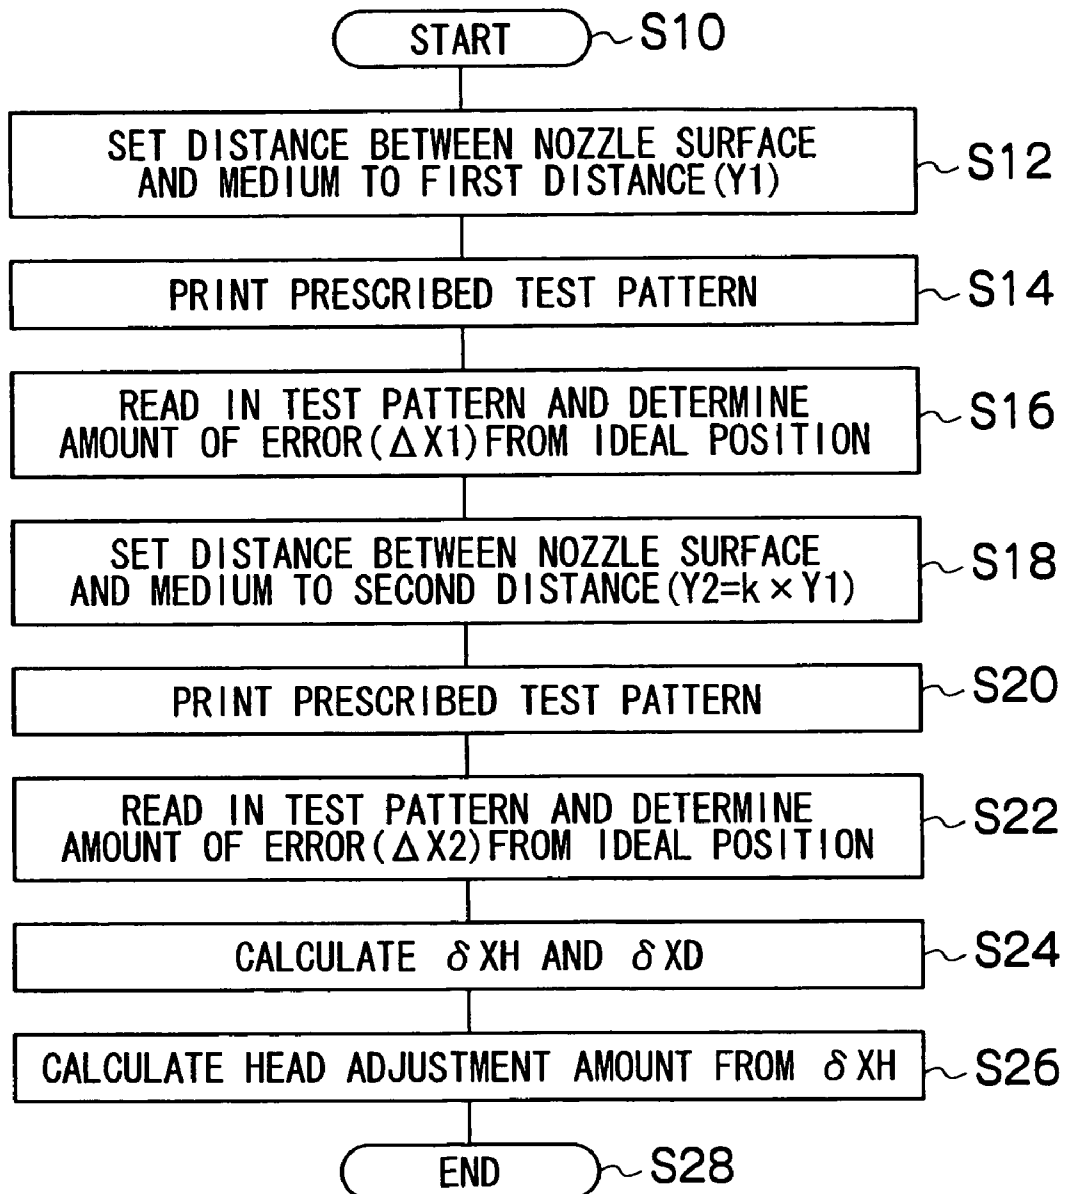 START
S10
SET DISTANCE BETWEEN NOZZLE SURFACE
AND MEDIUM TO FIRST DISTANCE(Y1)
S12
PRINT PRESCRIBED TEST PATTERN
S14
READ IN TEST PATTERN AND DETERMINE
AMOUNT OF ERROR(ΔX1)FROM IDEAL POSITION
S16
SET DISTANCE BETWEEN NOZZLE SURFACE
AND MEDIUM TO SECOND DISTANCE(Y2=k×Y1)
S18
PRINT PRESCRIBED TEST PATTERN
S20
READ IN TEST PATTERN AND DETERMINE
AMOUNT OF ERROR(ΔX2)FROM IDEAL POSITION
S22
CALCULATE δXH AND δXD
S24
CALCULATE HEAD ADJUSTMENT AMOUNT FROM δXH
S26
END
S28